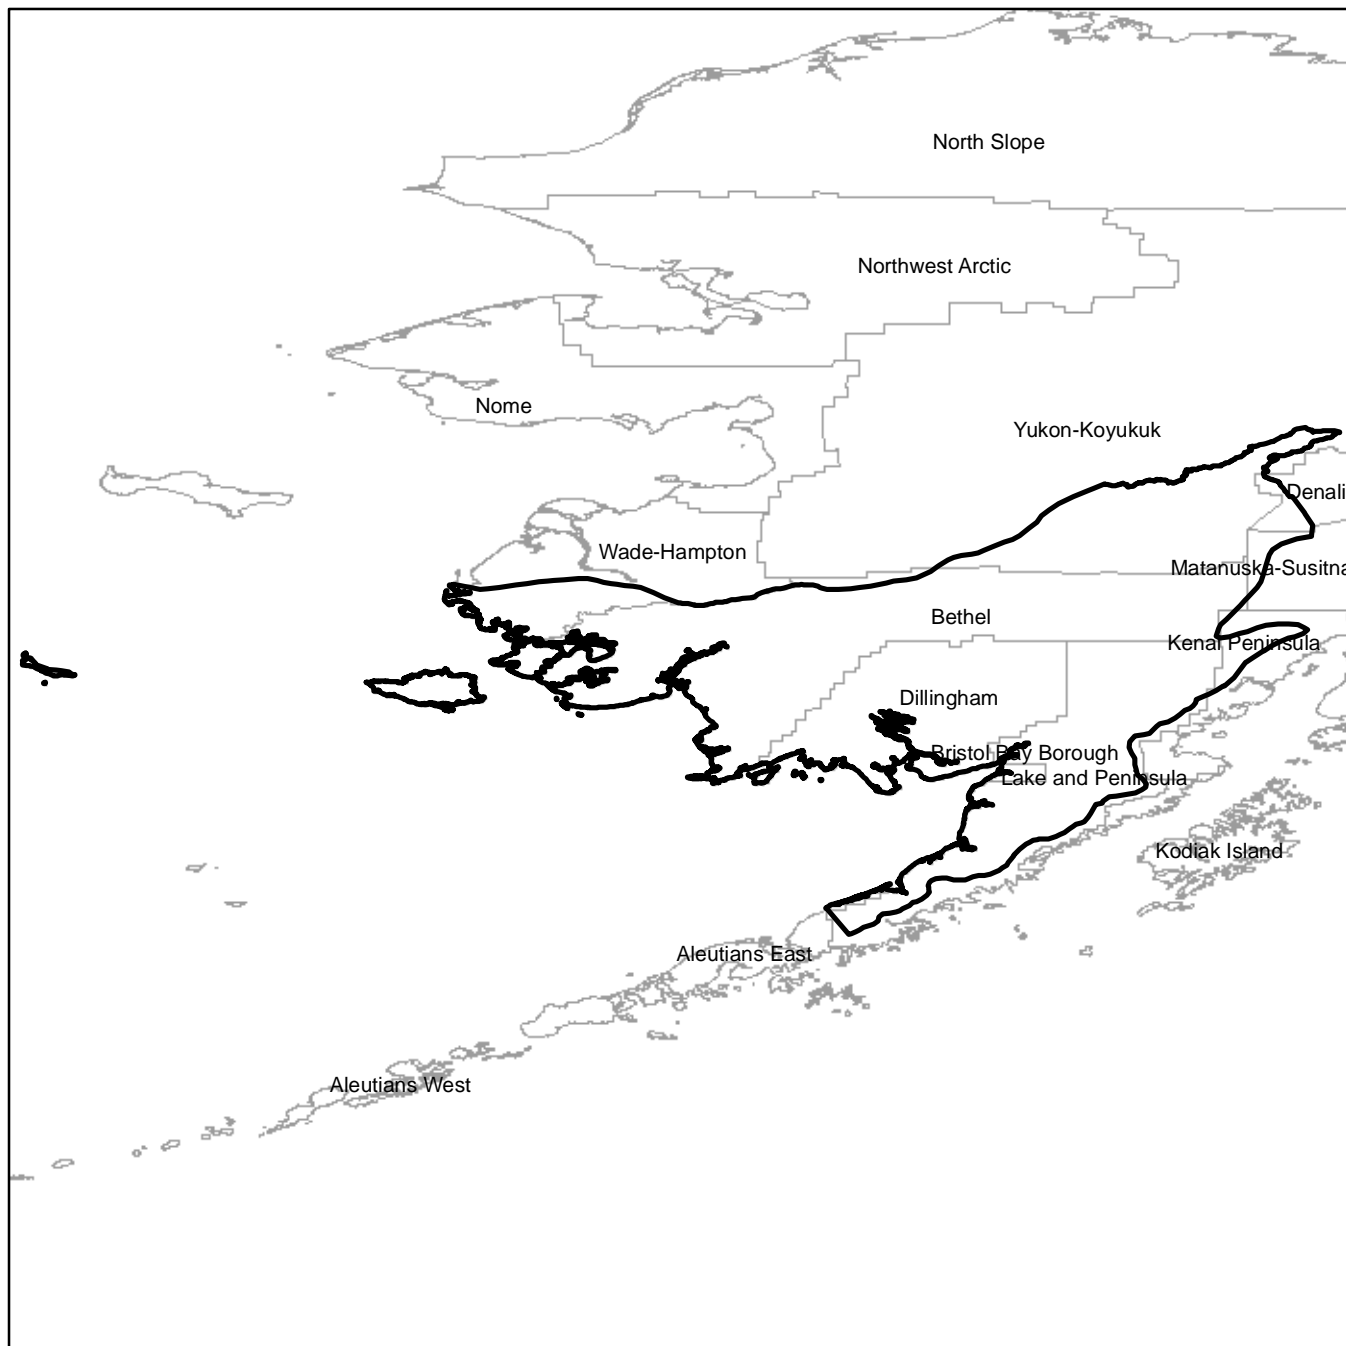 North Slope
Northwest Arctic
Nome
Yukon-Koyukuk
Denali
Wade-Hampton
Matanuska-Susitna
Bethel
Kenai Peninsula
Dillingham
Bristol Bay Borough
Lake and Peninsula
Kodiak Island
Aleutians East
Aleutians West